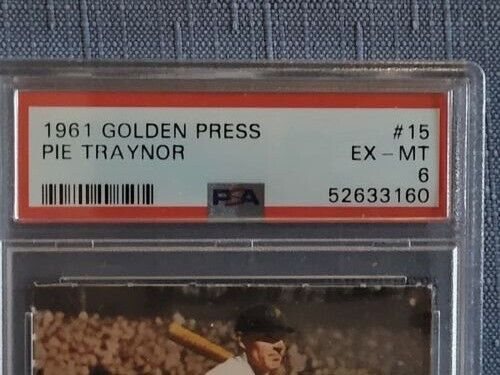 1961 GOLDEN PRESS #15
PIE TRAYNOR EX - MT
6
PSA 52633160